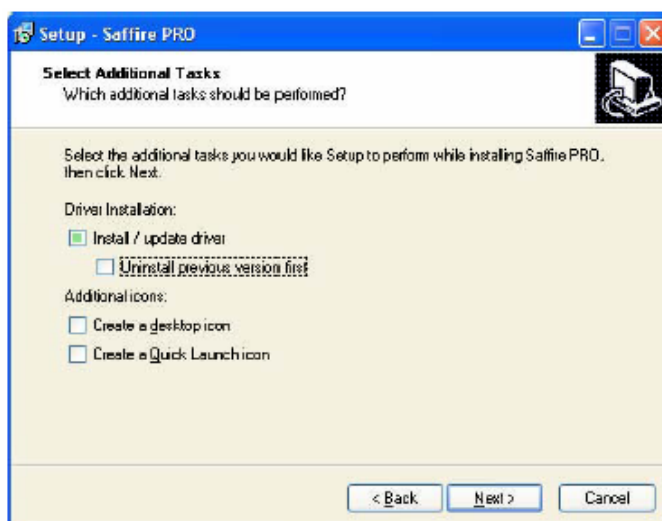 Setup - Saffire PRO
Select Additional Tasks
Which additional tasks should be performed?
Select the additional tasks you would like Setup to perform while installing Saffire PRO,
then click Next.
Driver Installation:
Install / update driver
Uninstall previous version first
Additional icons:
Create a desktop icon
Create a Quick Launch icon
< Back
Next >
Cancel